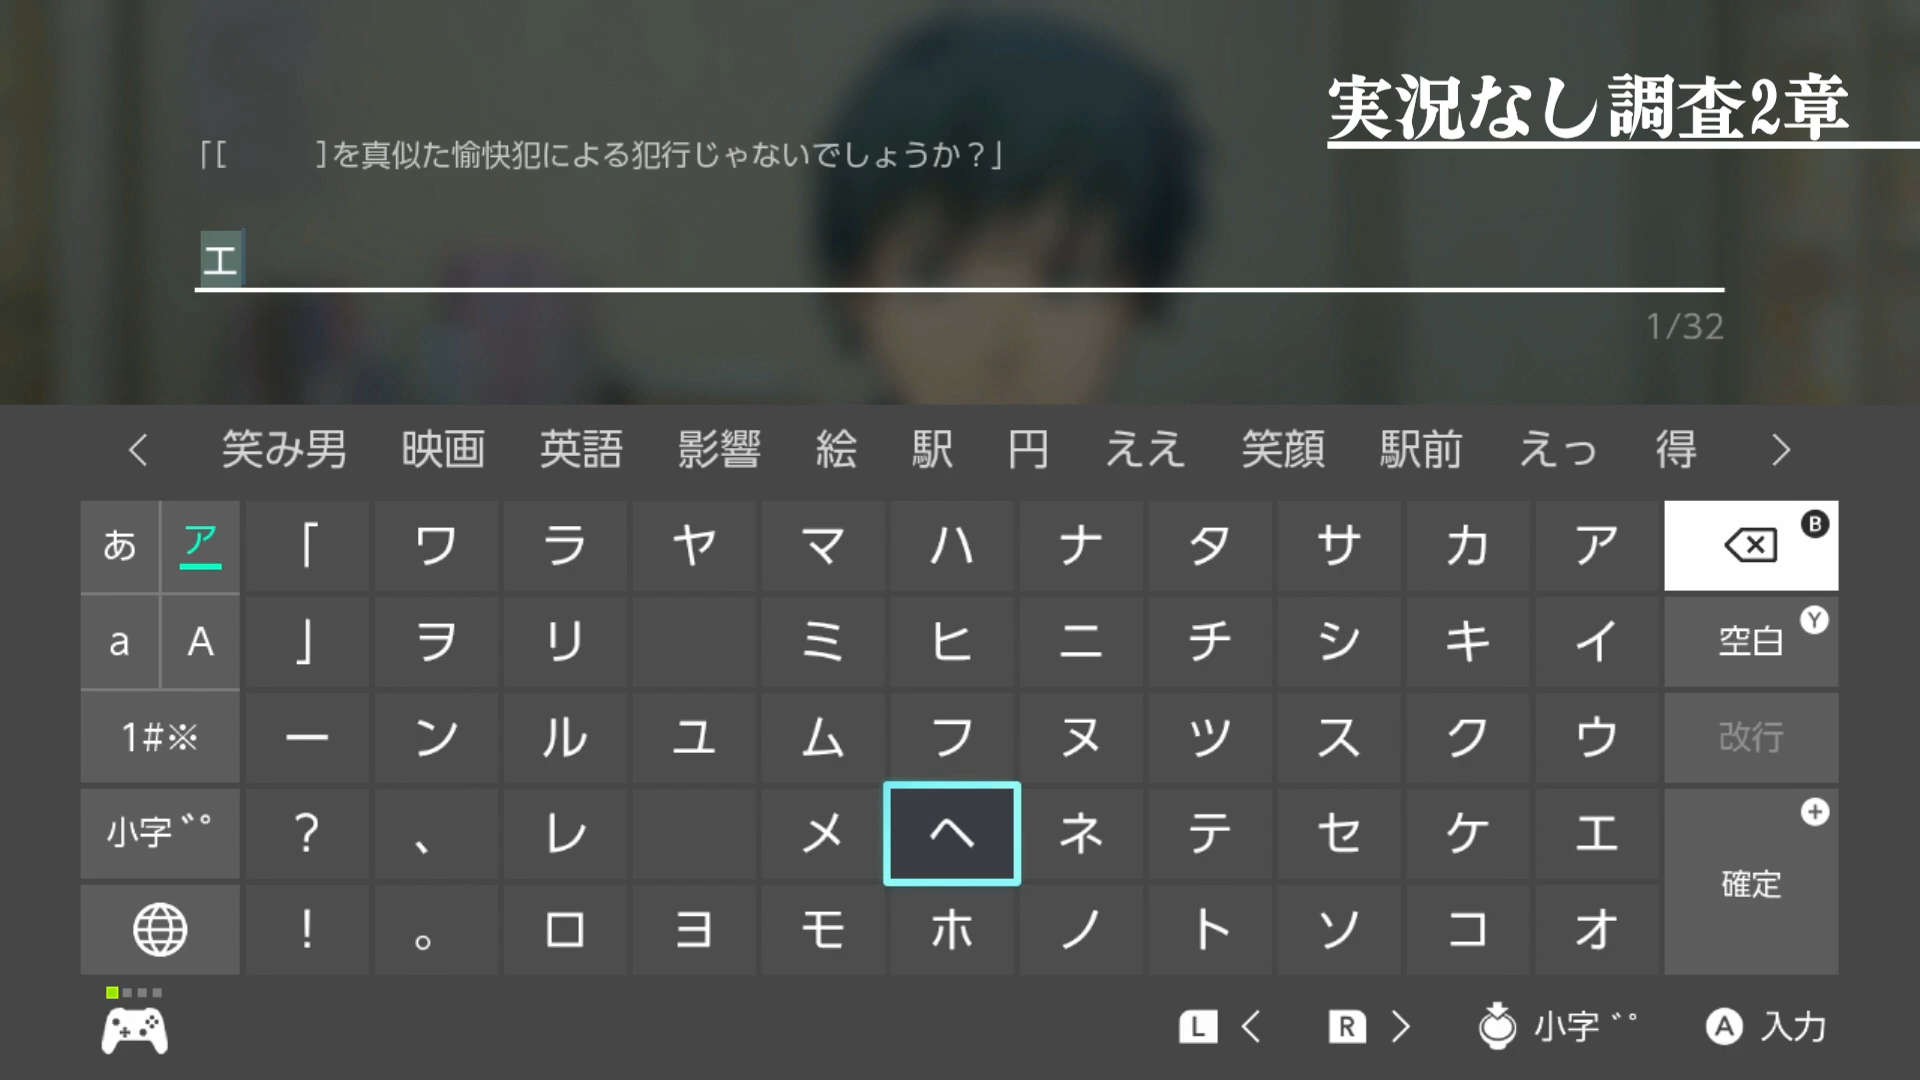 実況なし調査2章
「[　　　]を真似た愉快犯による犯行じゃないでしょうか？」
エ
1/32
< 笑み男 映画 英語 影響 絵 駅 円 ええ 笑顔 駅前 えっ 得 >
あ ア 「 ワ ラ ヤ マ ハ ナ タ サ カ ア B
a A 」 ヲ リ ミ ヒ ニ チ シ キ イ 空白 Y
1#※ ー ン ル ユ ム フ ヌ ツ ス ク ウ 改行
小字゛゜ ? 、 レ メ ヘ ネ テ セ ケ エ 確定 +
! 。 ロ ヨ モ ホ ノ ト ソ コ オ
L < R > 小字゛゜ A 入力